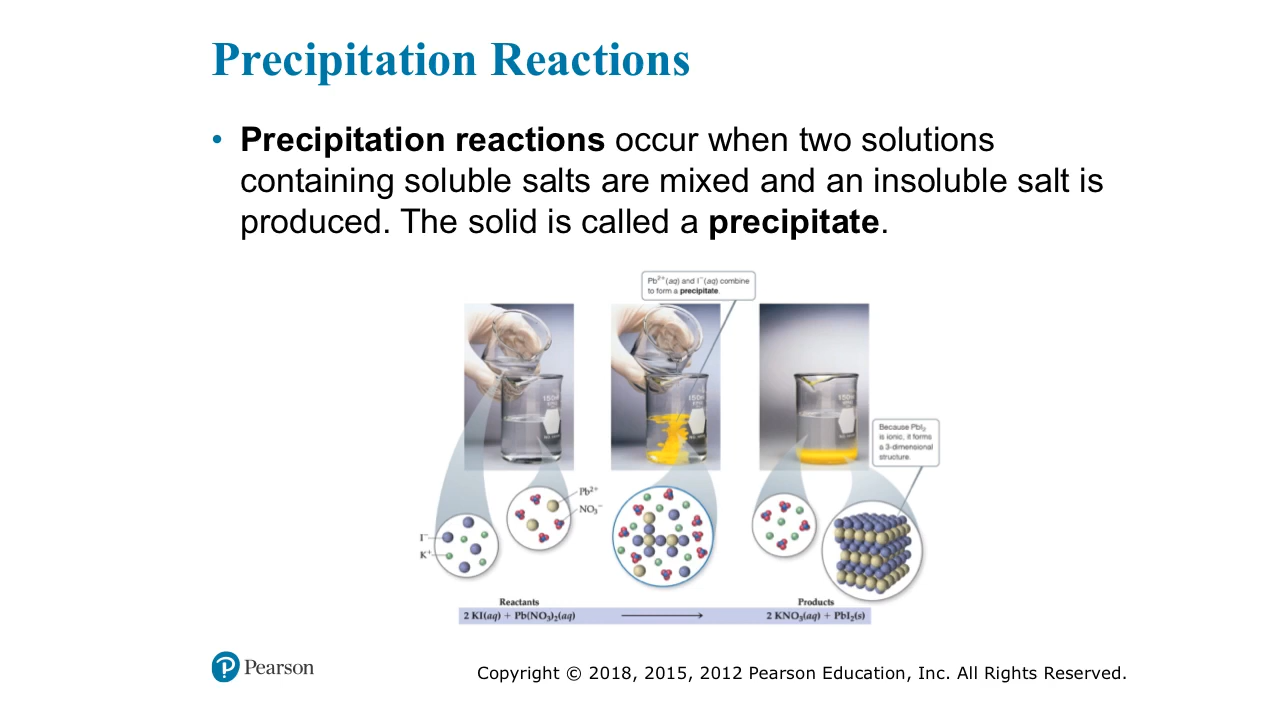 Precipitation Reactions
• Precipitation reactions occur when two solutions
containing soluble salts are mixed and an insoluble salt is
produced. The solid is called a precipitate.
Pb²⁺(aq) and I⁻(aq) combine
to form a precipitate.
Because PbI₂
is ionic, it forms
a 3-dimensional
structure.
Pb²⁺
NO₃⁻
I⁻
K⁺
Reactants
Products
2 KI(aq) + Pb(NO₃)₂(aq)
2 KNO₃(aq) + PbI₂(s)
Pearson
Copyright © 2018, 2015, 2012 Pearson Education, Inc. All Rights Reserved.